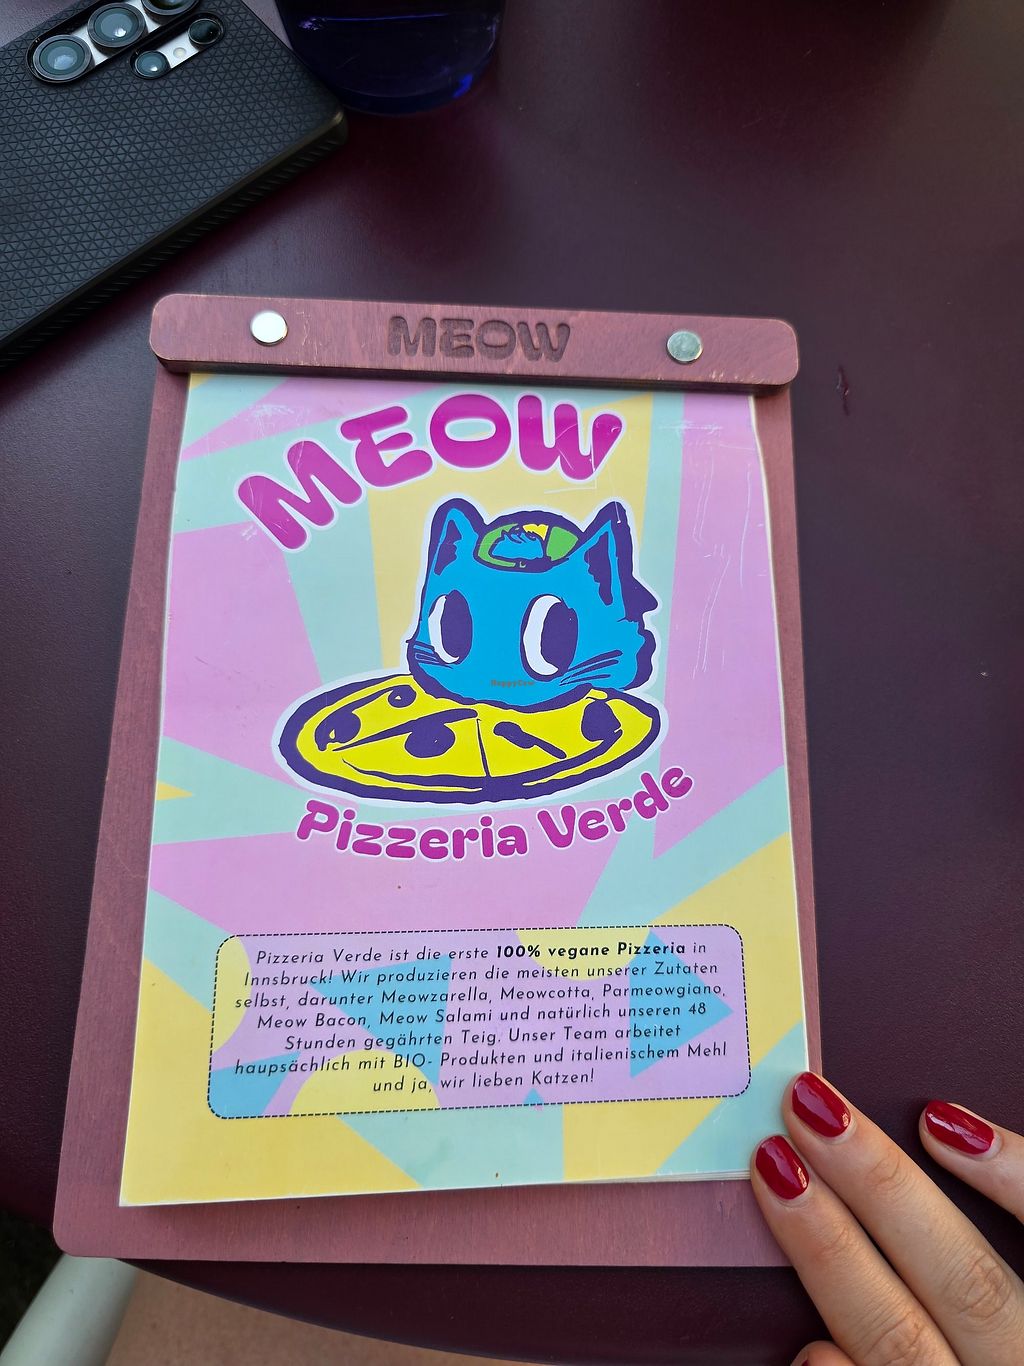 MEOW
MEOW
HappyCow
Pizzeria Verde
Pizzeria Verde ist die erste 100% vegane Pizzeria in
Innsbruck! Wir produzieren die meisten unserer Zutaten
selbst, darunter Meowzarella, Meowcotta, Parmeowgiano,
Meow Bacon, Meow Salami und natürlich unseren 48
Stunden gegährten Teig. Unser Team arbeitet
haupsächlich mit BIO- Produkten und italienischem Mehl
und ja, wir lieben Katzen!